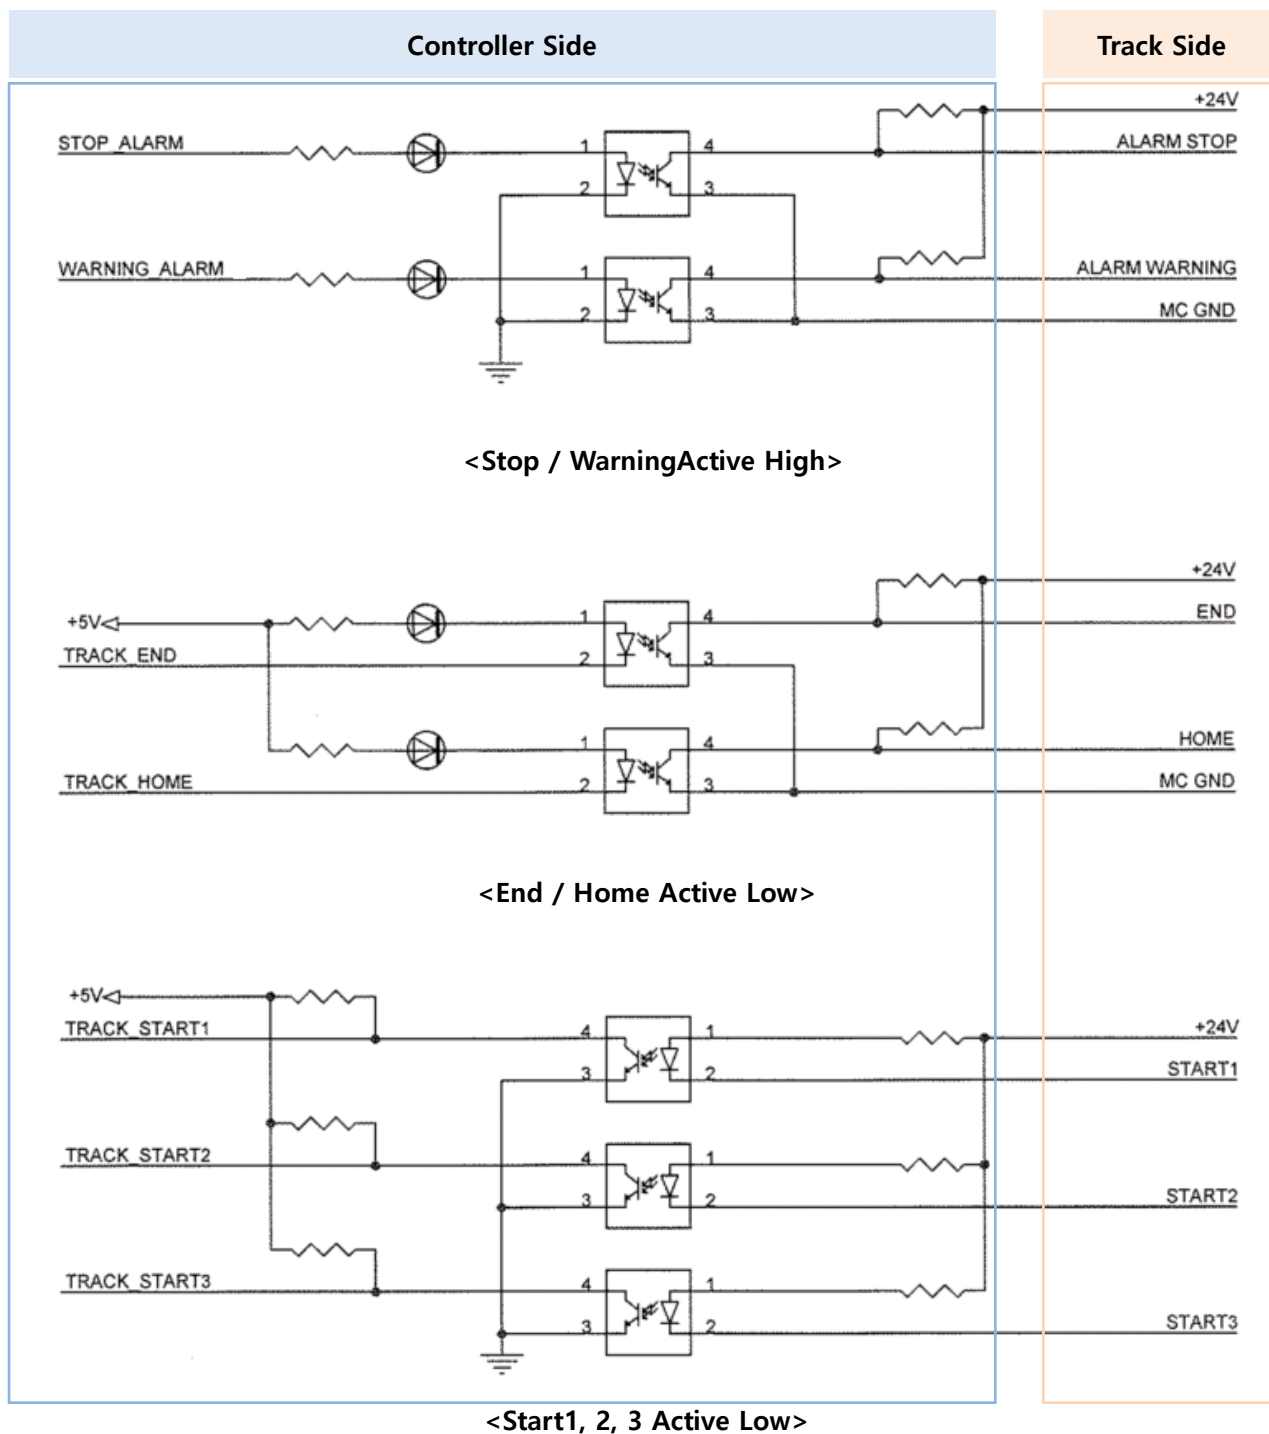 Controller Side
Track Side
+24V
STOP_ALARM
1
4
ALARM STOP
2
3
WARNING_ALARM
1
4
ALARM WARNING
2
3
MC GND
<Stop / WarningActive High>
+24V
+5V
1
4
END
TRACK_END
2
3
1
4
HOME
TRACK_HOME
2
3
MC GND
<End / Home Active Low>
+5V
TRACK_START1
4
1
+24V
3
2
START1
TRACK_START2
4
1
3
2
START2
TRACK_START3
4
1
3
2
START3
<Start1, 2, 3 Active Low>